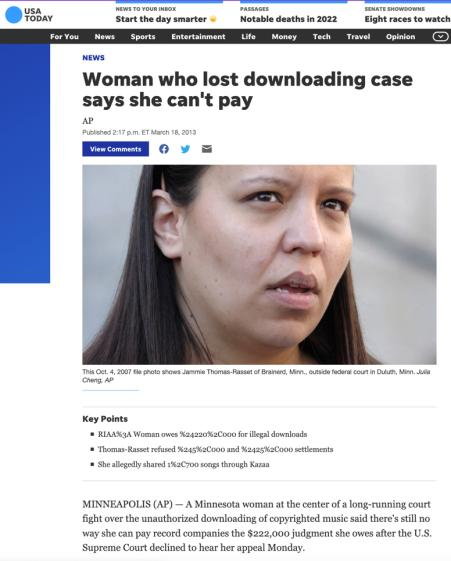 USA
TODAY
NEWS TO YOUR INBOX
Start the day smarter ☀️
PASSAGES
Notable deaths in 2022
SENATE SHOWDOWNS
Eight races to watch
For You News Sports Entertainment Life Money Tech Travel Opinion
NEWS
Woman who lost downloading case
says she can't pay
AP
Published 2:17 p.m. ET March 18, 2013
View Comments
This Oct. 4, 2007 file photo shows Jammie Thomas-Rasset of Brainerd, Minn., outside federal court in Duluth, Minn. Julia
Cheng, AP
Key Points
▪ RIAA%3A Woman owes %24220%2C000 for illegal downloads
▪ Thomas-Rasset refused %245%2C000 and %2425%2C000 settlements
▪ She allegedly shared 1%2C700 songs through Kazaa
MINNEAPOLIS (AP) — A Minnesota woman at the center of a long-running court
fight over the unauthorized downloading of copyrighted music said there's still no
way she can pay record companies the $222,000 judgment she owes after the U.S.
Supreme Court declined to hear her appeal Monday.